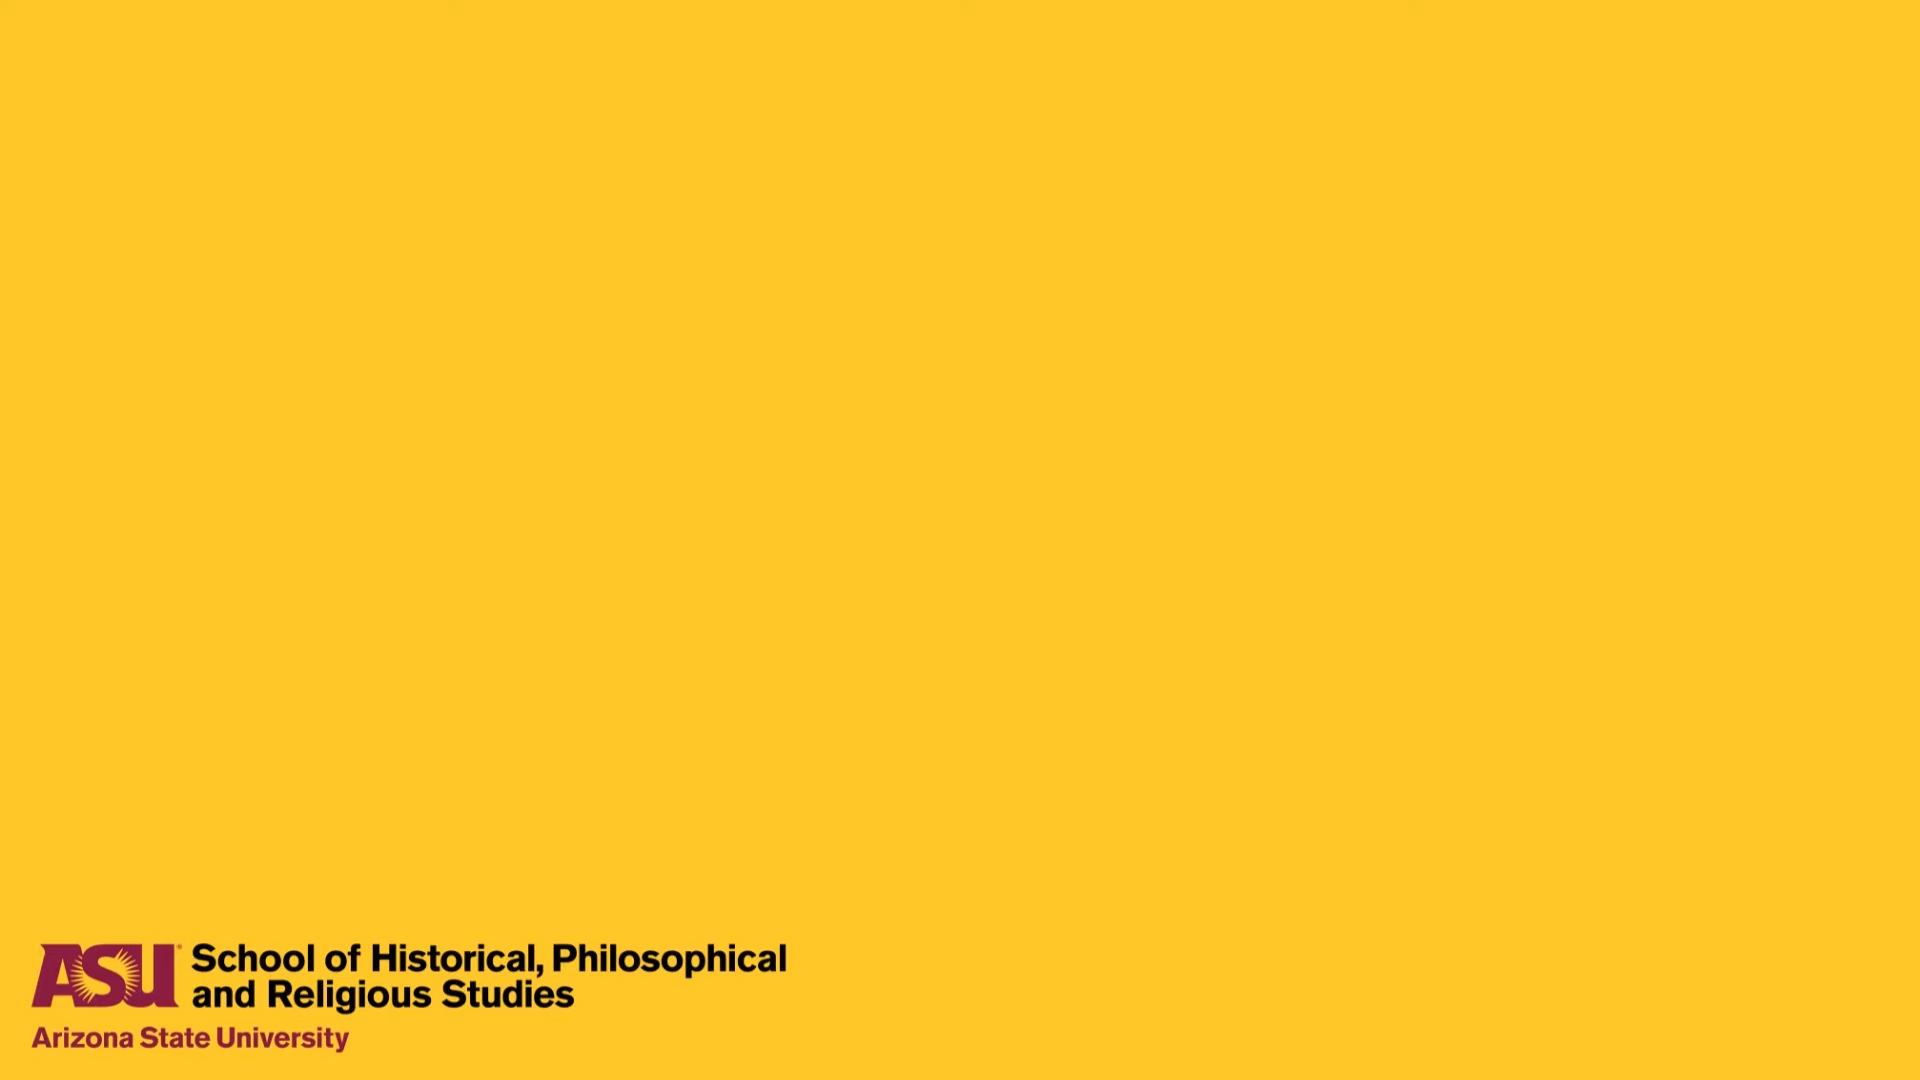 ASU School of Historical, Philosophical
and Religious Studies
Arizona State University